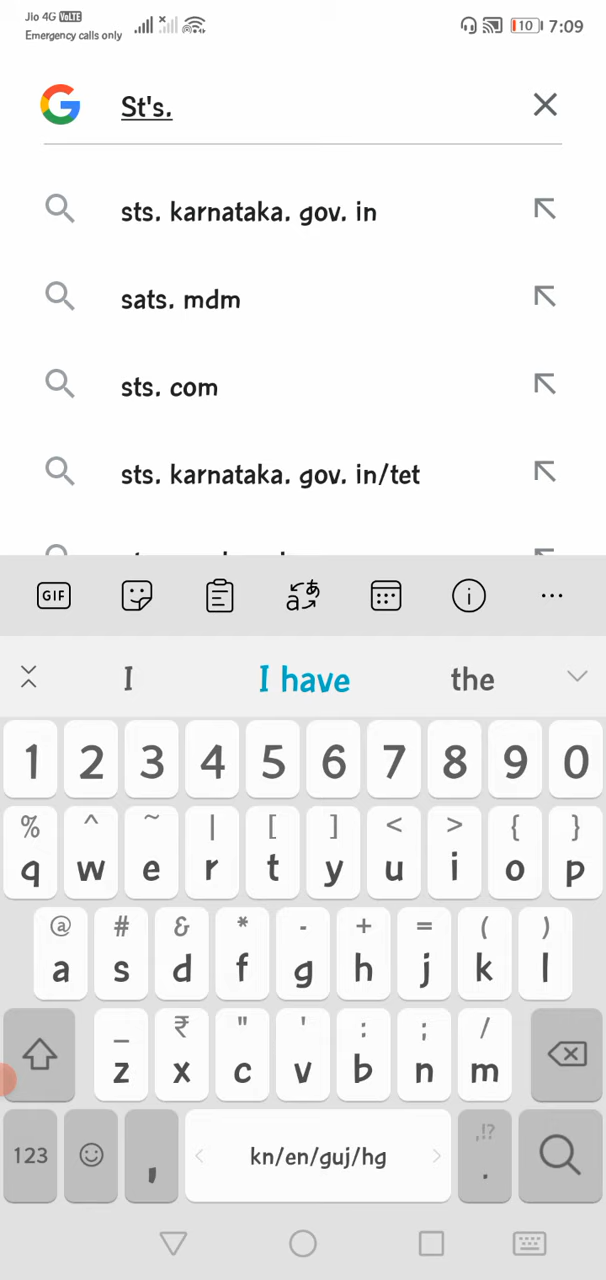 Jio 4G VoLTE
Emergency calls only
10 7:09
St's.
sts. karnataka. gov. in
sats. mdm
sts. com
sts. karnataka. gov. in/tet
GIF
I I have the
1 2 3 4 5 6 7 8 9 0
% ^ ~ | [ ] < > { }
q w e r t y u i o p
@ # & * - + = ( )
a s d f g h j k l
_ ₹ " ' : ; /
z x c v b n m
,!?
123 , kn/en/guj/hg .